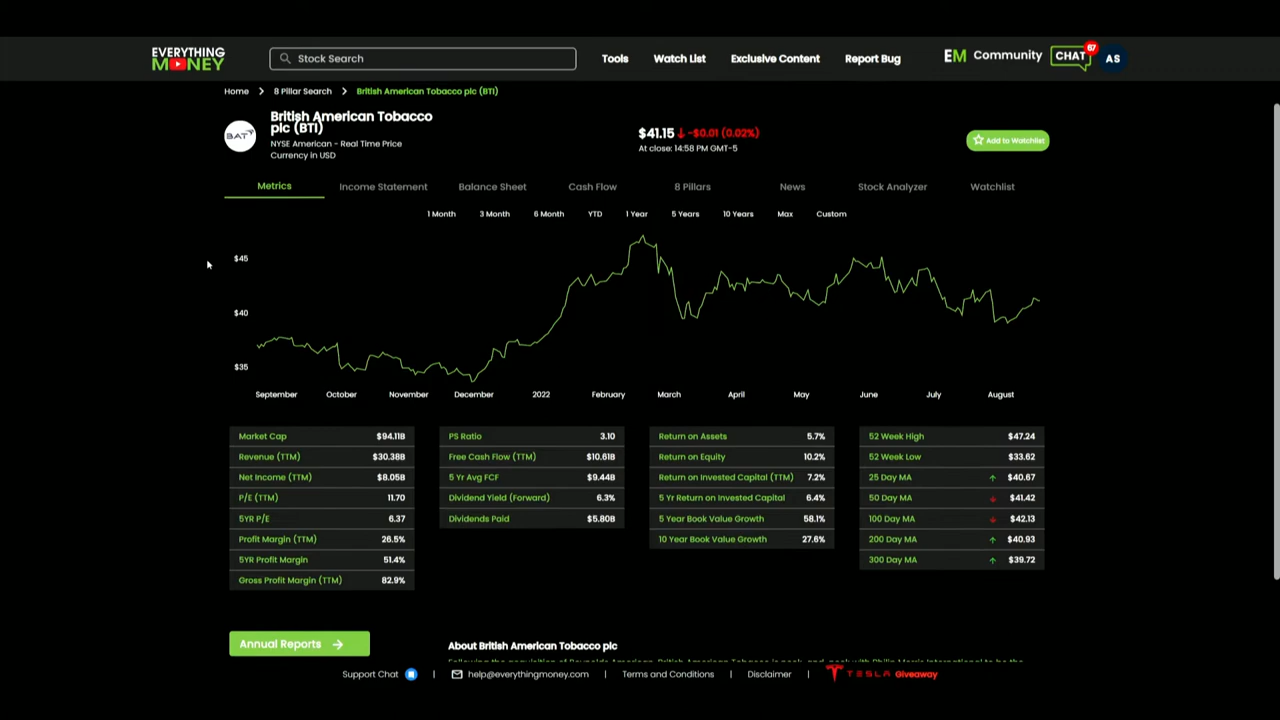 EVERYTHING
MONEY
Stock Search
Tools
Watch List
Exclusive Content
Report Bug
EM Community
CHAT
67
AS
Home > 8 Pillar Search > British American Tobacco plc (BTI)
BAT
British American Tobacco
plc (BTI)
NYSE American - Real Time Price
Currency in USD
$41.15 ↓ -$0.01 (0.02%)
At close: 14:58 PM GMT-5
Add to Watchlist
Metrics
Income Statement
Balance Sheet
Cash Flow
8 Pillars
News
Stock Analyzer
Watchlist
1 Month
3 Month
6 Month
YTD
1 Year
5 Years
10 Years
Max
Custom
$45
$40
$35
September
October
November
December
2022
February
March
April
May
June
July
August
Market Cap $94.11B
Revenue (TTM) $30.38B
Net Income (TTM) $8.05B
P/E (TTM) 11.70
5YR P/E 6.37
Profit Margin (TTM) 26.5%
5YR Profit Margin 51.4%
Gross Profit Margin (TTM) 82.9%
PS Ratio 3.10
Free Cash Flow (TTM) $10.61B
5 Yr Avg FCF $9.44B
Dividend Yield (Forward) 6.3%
Dividends Paid $5.80B
Return on Assets 5.7%
Return on Equity 10.2%
Return on Invested Capital (TTM) 7.2%
5 Yr Return on Invested Capital 6.4%
5 Year Book Value Growth 58.1%
10 Year Book Value Growth 27.6%
52 Week High $47.24
52 Week Low $33.62
25 Day MA ↑ $40.67
50 Day MA ↓ $41.42
100 Day MA ↓ $42.13
200 Day MA ↑ $40.93
300 Day MA ↑ $39.72
Annual Reports →
About British American Tobacco plc
Support Chat
help@everythingmoney.com
Terms and Conditions
Disclaimer
TESLA Giveaway